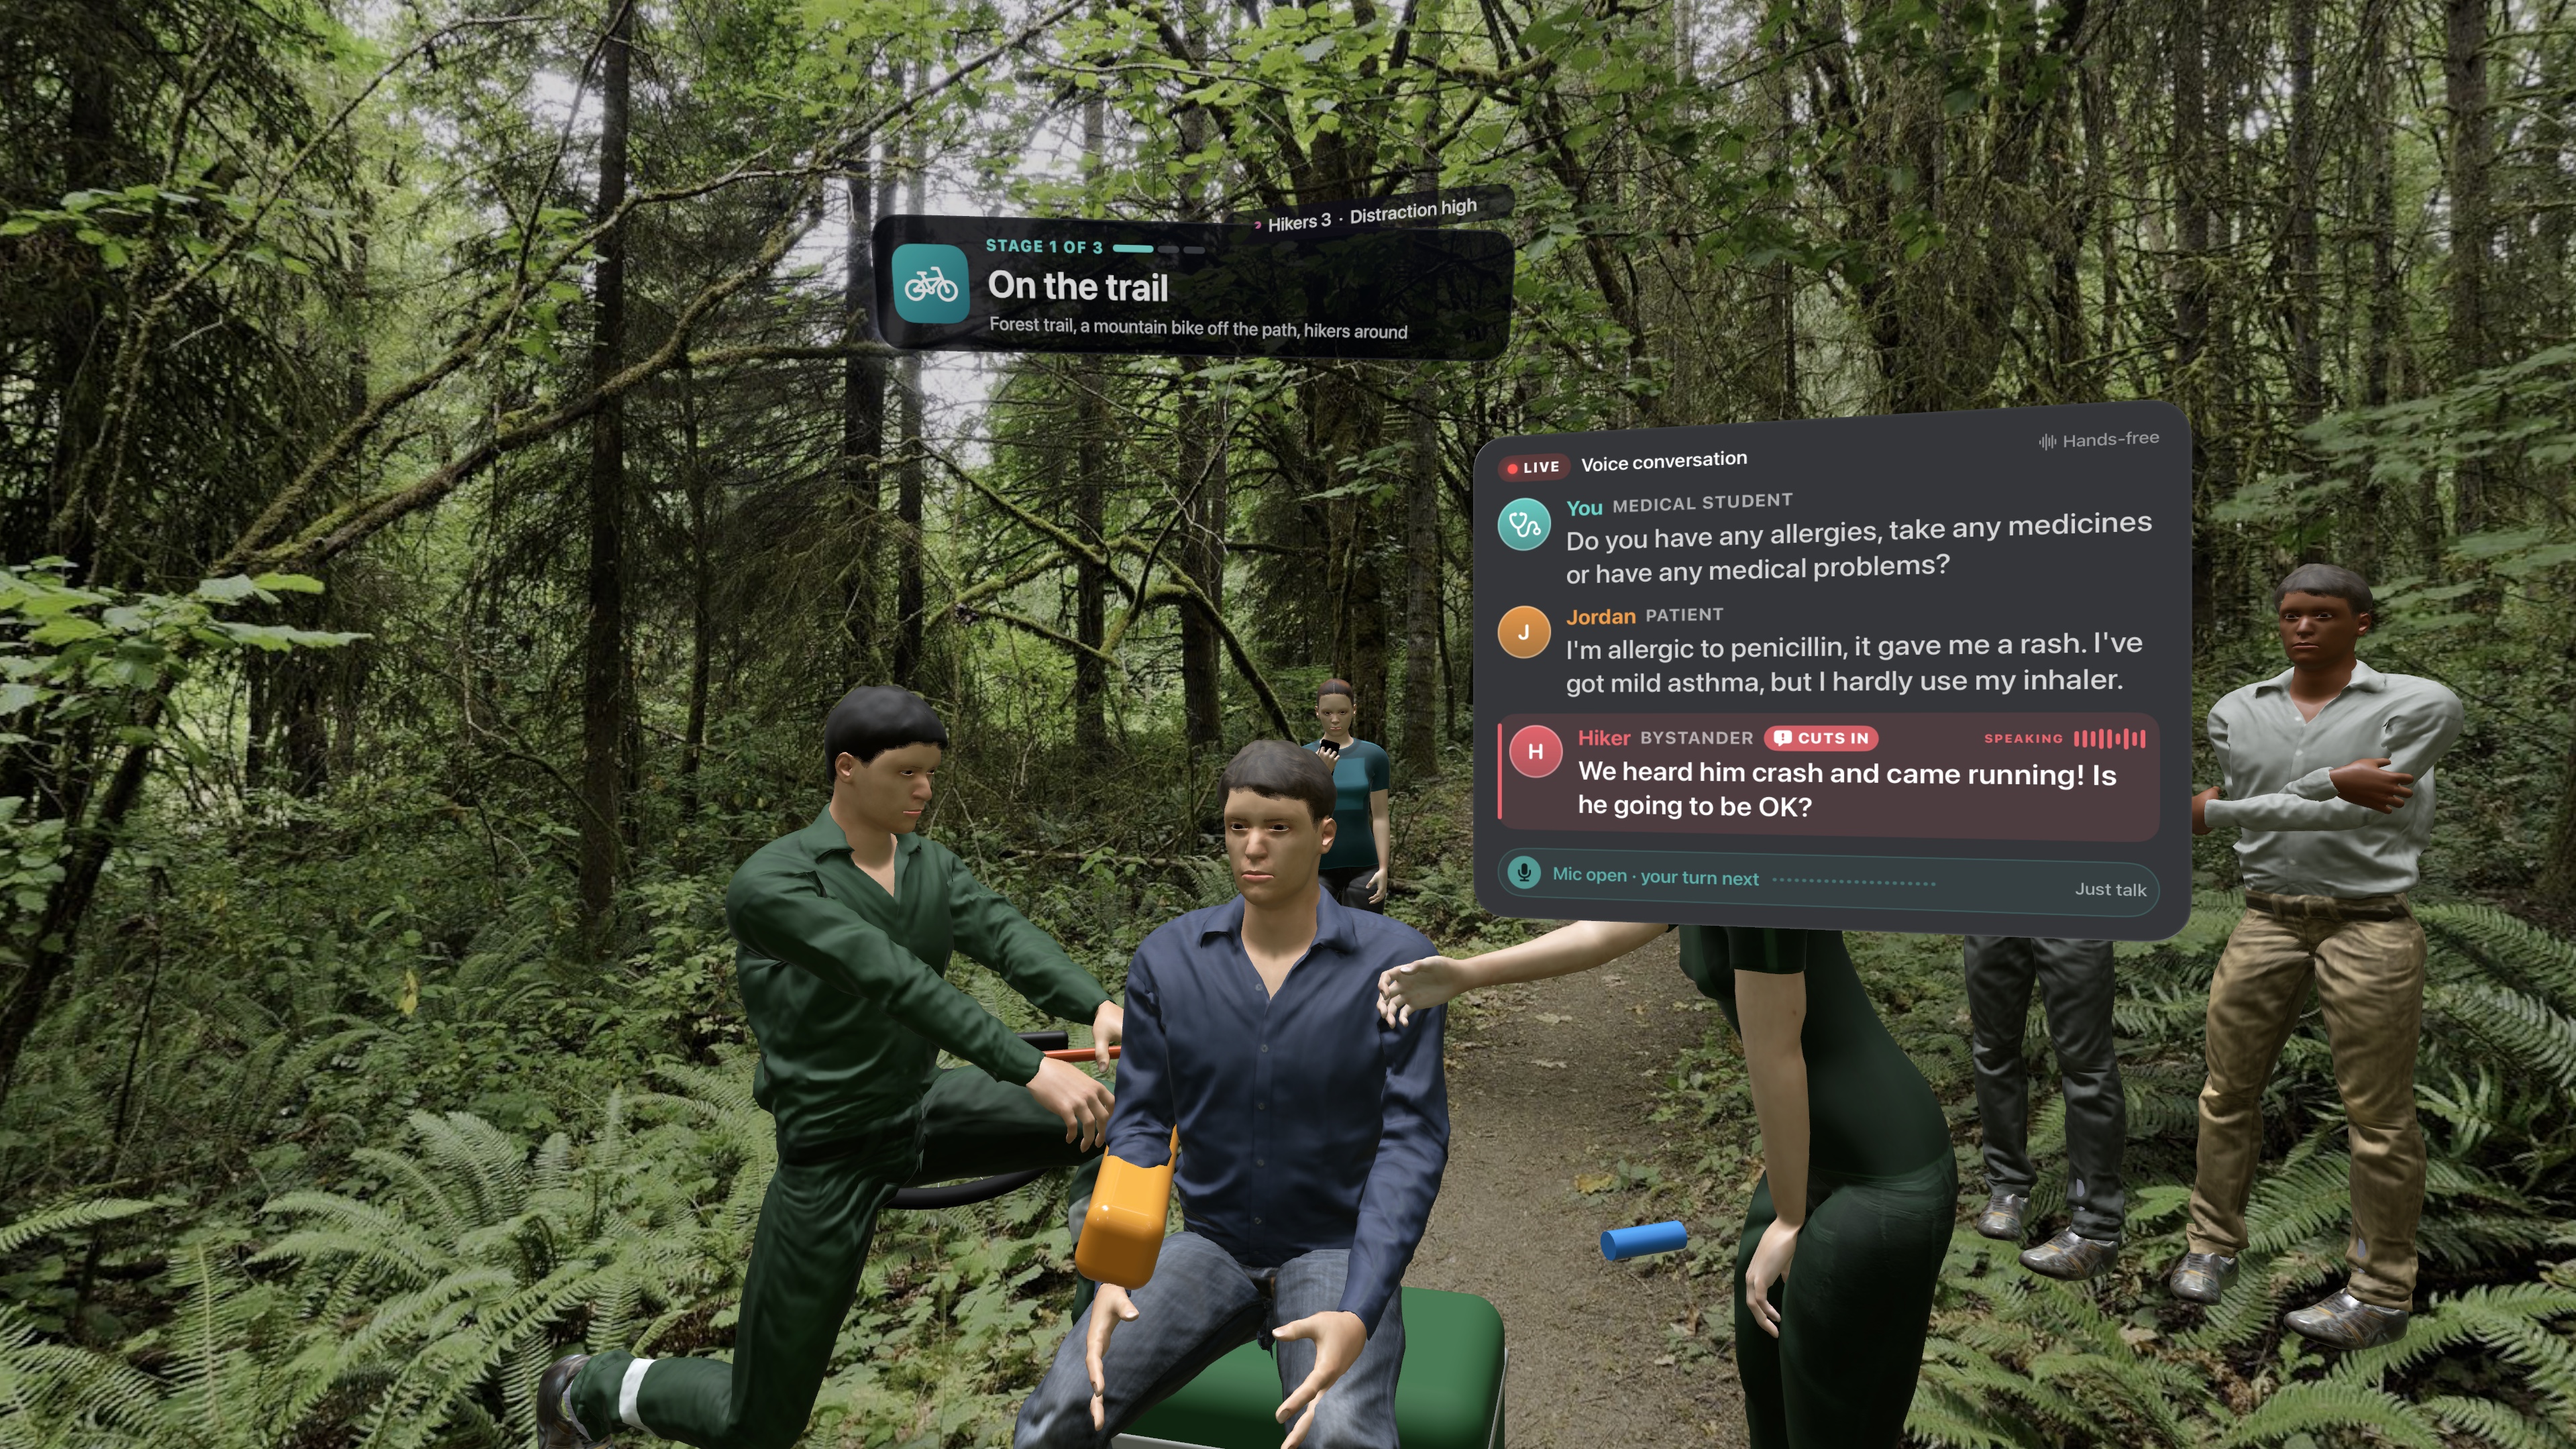 Hikers 3 · Distraction high
STAGE 1 OF 3
On the trail
Forest trail, a mountain bike off the path, hikers around
LIVE Voice conversation
Hands-free
You MEDICAL STUDENT
Do you have any allergies, take any medicines
or have any medical problems?
J
Jordan PATIENT
I'm allergic to penicillin, it gave me a rash. I've
got mild asthma, but I hardly use my inhaler.
H
Hiker BYSTANDER CUTS IN
SPEAKING
We heard him crash and came running! Is
he going to be OK?
Mic open · your turn next
Just talk